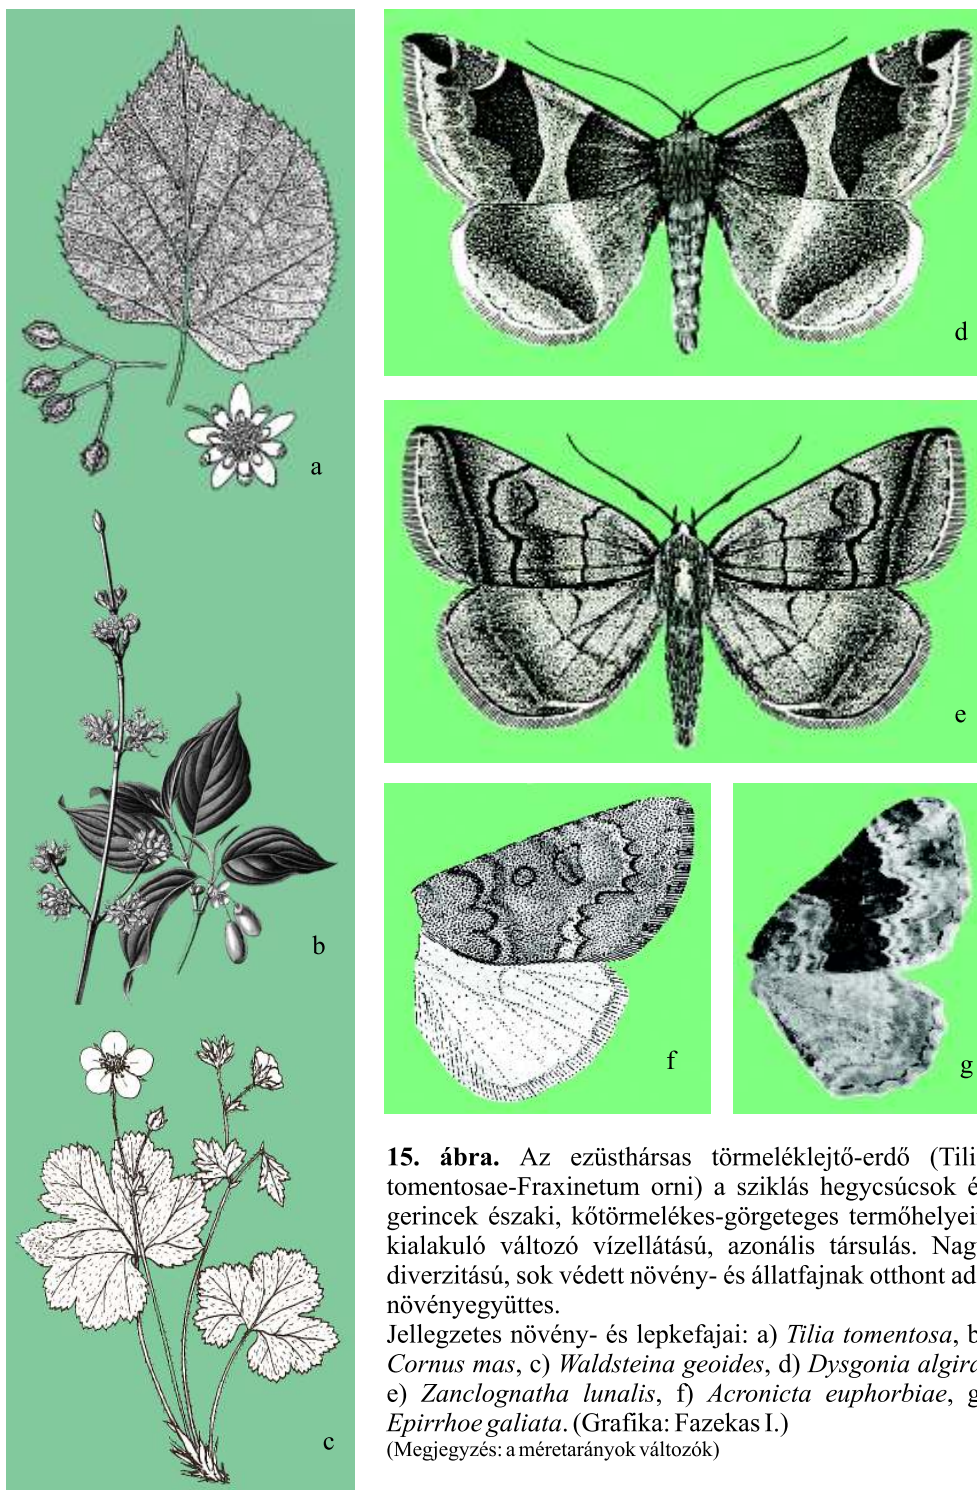 a
b
c
d
e
f
g
15. ábra. Az ezüsthársas törmeléklejtő-erdő (Tili
tomentosae-Fraxinetum orni) a sziklás hegycsúcsok é
gerincek északi, kőtörmelékes-görgeteges termőhelyei
kialakuló változó vízellátású, azonális társulás. Nag
diverzitású, sok védett növény- és állatfajnak otthont ad
növényegyüttes.
Jellegzetes növény- és lepkefajai: a) Tilia tomentosa, b
Cornus mas, c) Waldsteina geoides, d) Dysgonia algira
e) Zanclognatha lunalis, f) Acronicta euphorbiae, g
Epirrhoe galiata. (Grafika: Fazekas I.)
(Megjegyzés: a méretarányok változók)